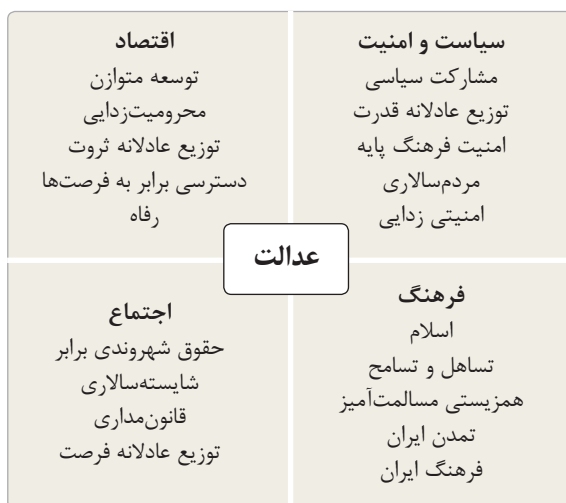 سیاست و امنیت
مشارکت سیاسی
توزیع عادلانه قدرت
امنیت فرهنگ پایه
مردم‌سالاری
امنیتی زدایی
اقتصاد
توسعه متوازن
محرومیت‌زدایی
توزیع عادلانه ثروت
دسترسی برابر به فرصت‌ها
رفاه
عدالت
فرهنگ
اسلام
تساهل و تسامح
همزیستی مسالمت‌آمیز
تمدن ایران
فرهنگ ایران
اجتماع
حقوق شهروندی برابر
شایسته‌سالاری
قانون‌مداری
توزیع عادلانه فرصت